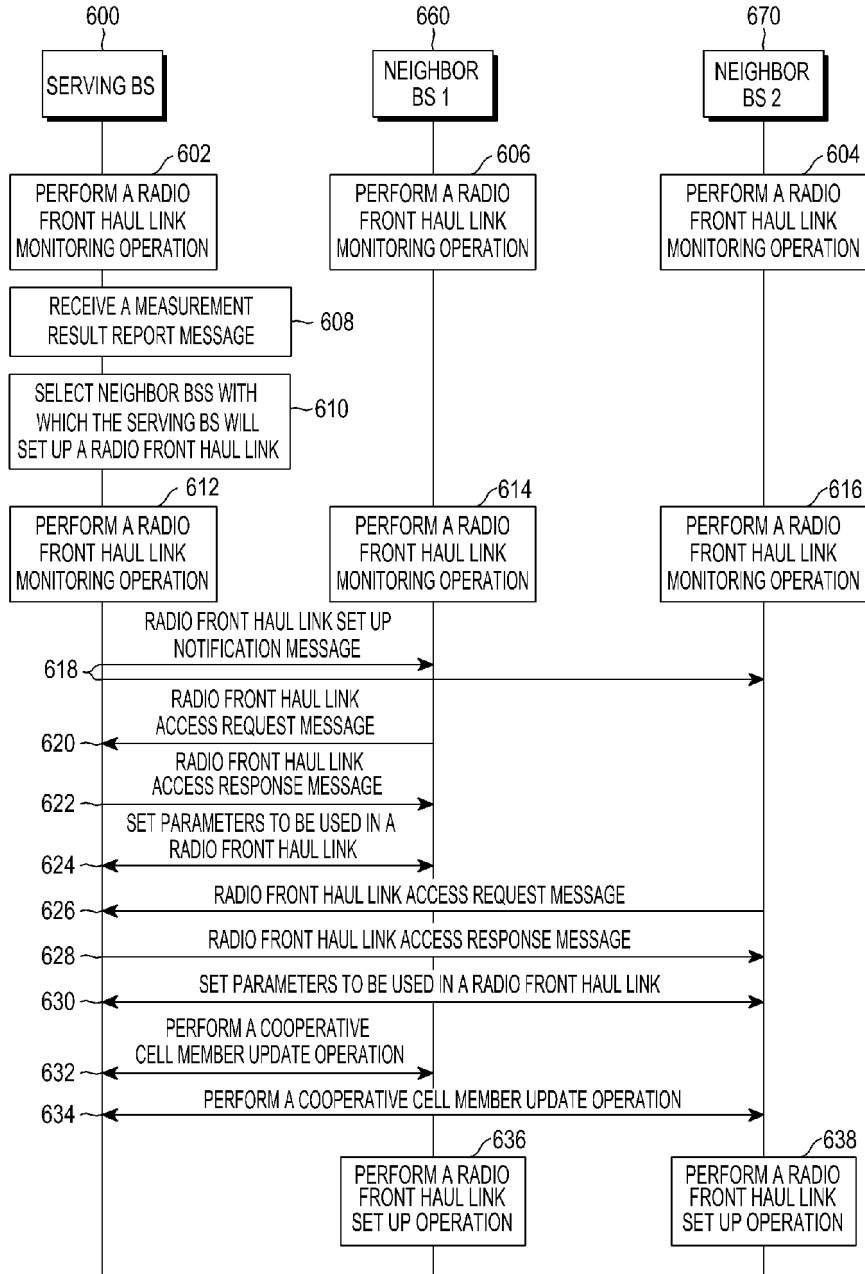 600
660
670
SERVING BS
NEIGHBOR
BS 1
NEIGHBOR
BS 2
602
606
604
PERFORM A RADIO
FRONT HAUL LINK
MONITORING OPERATION
PERFORM A RADIO
FRONT HAUL LINK
MONITORING OPERATION
PERFORM A RADIO
FRONT HAUL LINK
MONITORING OPERATION
RECEIVE A MEASUREMENT
RESULT REPORT MESSAGE
608
SELECT NEIGHBOR BSS WITH
WHICH THE SERVING BS WILL
SET UP A RADIO FRONT HAUL LINK
610
612
614
616
PERFORM A RADIO
FRONT HAUL LINK
MONITORING OPERATION
PERFORM A RADIO
FRONT HAUL LINK
MONITORING OPERATION
PERFORM A RADIO
FRONT HAUL LINK
MONITORING OPERATION
RADIO FRONT HAUL LINK SET UP
NOTIFICATION MESSAGE
618
RADIO FRONT HAUL LINK
ACCESS REQUEST MESSAGE
620
RADIO FRONT HAUL LINK
ACCESS RESPONSE MESSAGE
622
SET PARAMETERS TO BE USED IN A
RADIO FRONT HAUL LINK
624
RADIO FRONT HAUL LINK ACCESS REQUEST MESSAGE
626
RADIO FRONT HAUL LINK ACCESS RESPONSE MESSAGE
628
SET PARAMETERS TO BE USED IN A RADIO FRONT HAUL LINK
630
PERFORM A COOPERATIVE
CELL MEMBER UPDATE OPERATION
632
PERFORM A COOPERATIVE CELL MEMBER UPDATE OPERATION
634
636
638
PERFORM A RADIO
FRONT HAUL LINK
SET UP OPERATION
PERFORM A RADIO
FRONT HAUL LINK
SET UP OPERATION